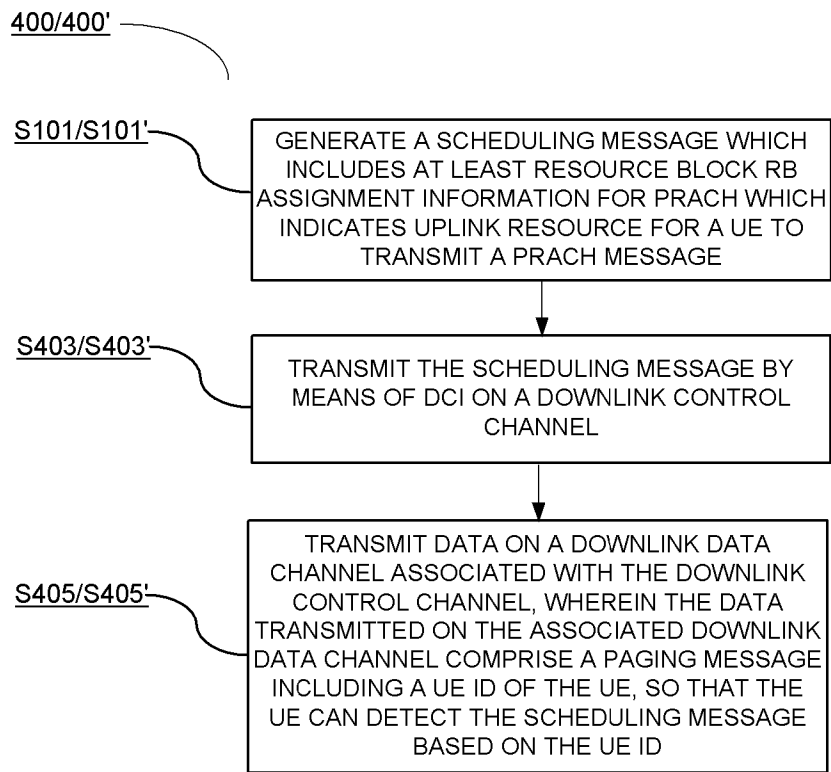 400/400'
S101/S101'
GENERATE A SCHEDULING MESSAGE WHICH
INCLUDES AT LEAST RESOURCE BLOCK RB
ASSIGNMENT INFORMATION FOR PRACH WHICH
INDICATES UPLINK RESOURCE FOR A UE TO
TRANSMIT A PRACH MESSAGE
S403/S403'
TRANSMIT THE SCHEDULING MESSAGE BY
MEANS OF DCI ON A DOWNLINK CONTROL
CHANNEL
S405/S405'
TRANSMIT DATA ON A DOWNLINK DATA
CHANNEL ASSOCIATED WITH THE DOWNLINK
CONTROL CHANNEL, WHEREIN THE DATA
TRANSMITTED ON THE ASSOCIATED DOWNLINK
DATA CHANNEL COMPRISE A PAGING MESSAGE
INCLUDING A UE ID OF THE UE, SO THAT THE
UE CAN DETECT THE SCHEDULING MESSAGE
BASED ON THE UE ID